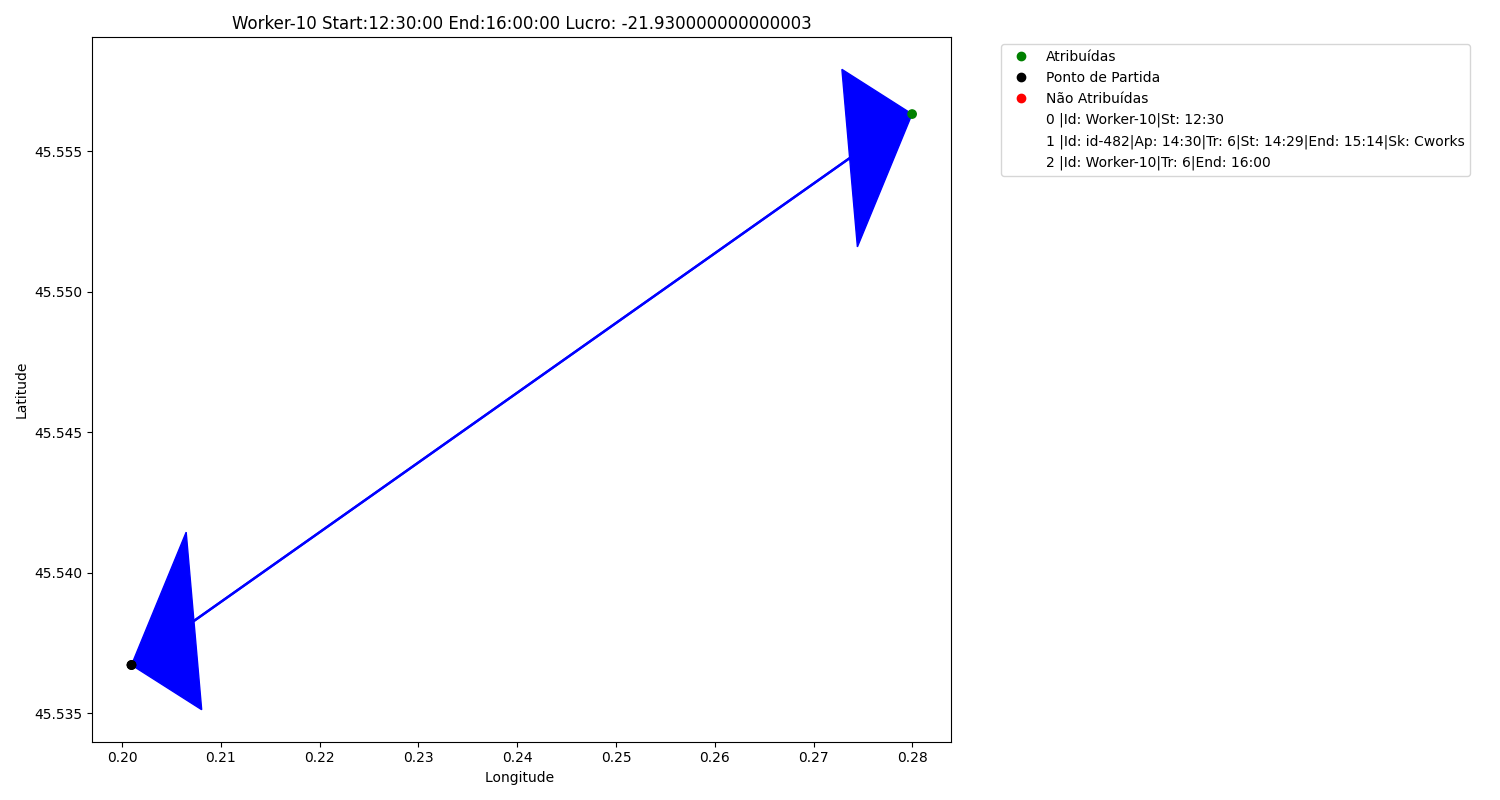 Worker-10 Start:12:30:00 End:16:00:00 Lucro: -21.930000000000003
Atribuídas
Ponto de Partida
Não Atribuídas
0 |Id: Worker-10|St: 12:30
1 |Id: id-482|Ap: 14:30|Tr: 6|St: 14:29|End: 15:14|Sk: Cworks
2 |Id: Worker-10|Tr: 6|End: 16:00
Latitude
45.555
45.550
45.545
45.540
45.535
0.20 0.21 0.22 0.23 0.24 0.25 0.26 0.27 0.28
Longitude